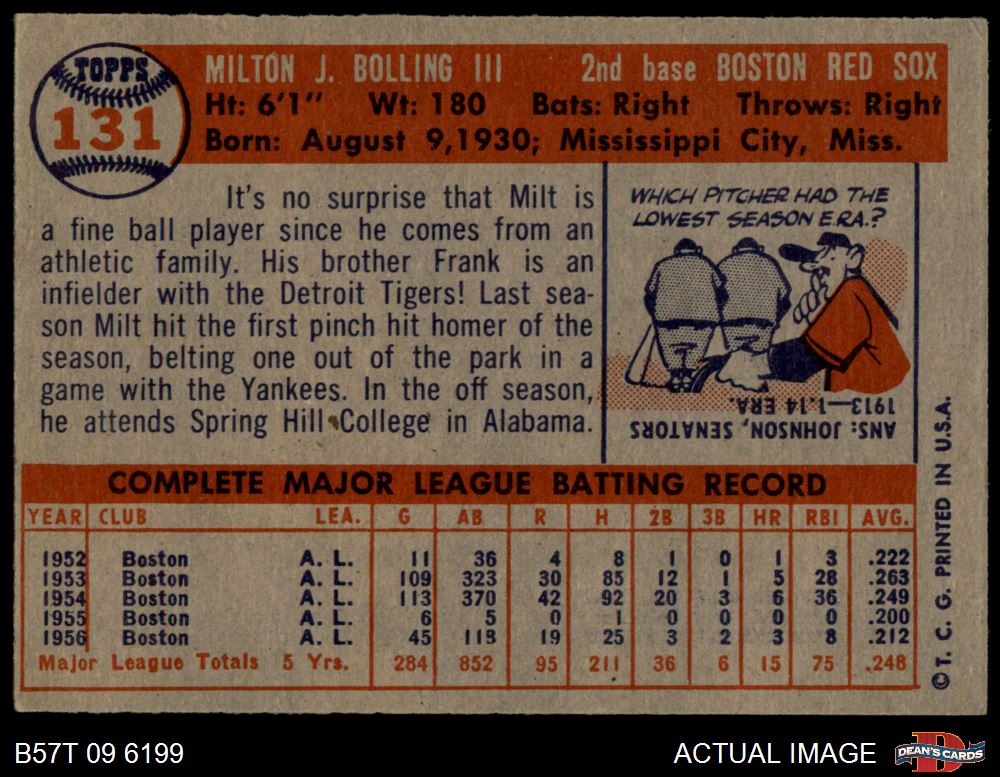 TOPPS
131
MILTON J. BOLLING III 2nd base BOSTON RED SOX
Ht: 6'1" Wt: 180 Bats: Right Throws: Right
Born: August 9, 1930; Mississippi City, Miss.
It's no surprise that Milt is
a fine ball player since he comes from an
athletic family. His brother Frank is an
infielder with the Detroit Tigers! Last sea-
son Milt hit the first pinch hit homer of the
season, belting one out of the park in a
game with the Yankees. In the off season,
he attends Spring Hill College in Alabama.
WHICH PITCHER HAD THE
LOWEST SEASON E.R.A.?
ANS: JOHNSON, SENATORS
1913—1.14 ERA.
COMPLETE MAJOR LEAGUE BATTING RECORD
YEAR CLUB LEA. G AB R H 2B 3B HR RBI AVG.
1952 Boston A. L. 11 36 4 8 1 0 1 3 .222
1953 Boston A. L. 109 323 30 85 12 1 5 28 .263
1954 Boston A. L. 113 370 42 92 20 3 6 36 .249
1955 Boston A. L. 6 5 0 1 0 0 0 0 .200
1956 Boston A. L. 45 118 19 25 3 2 3 8 .212
Major League Totals 5 Yrs. 284 852 95 211 36 6 15 75 .248
©T. C. G. PRINTED IN U.S.A.
B57T 09 6199
ACTUAL IMAGE
D
DEAN'S CARDS